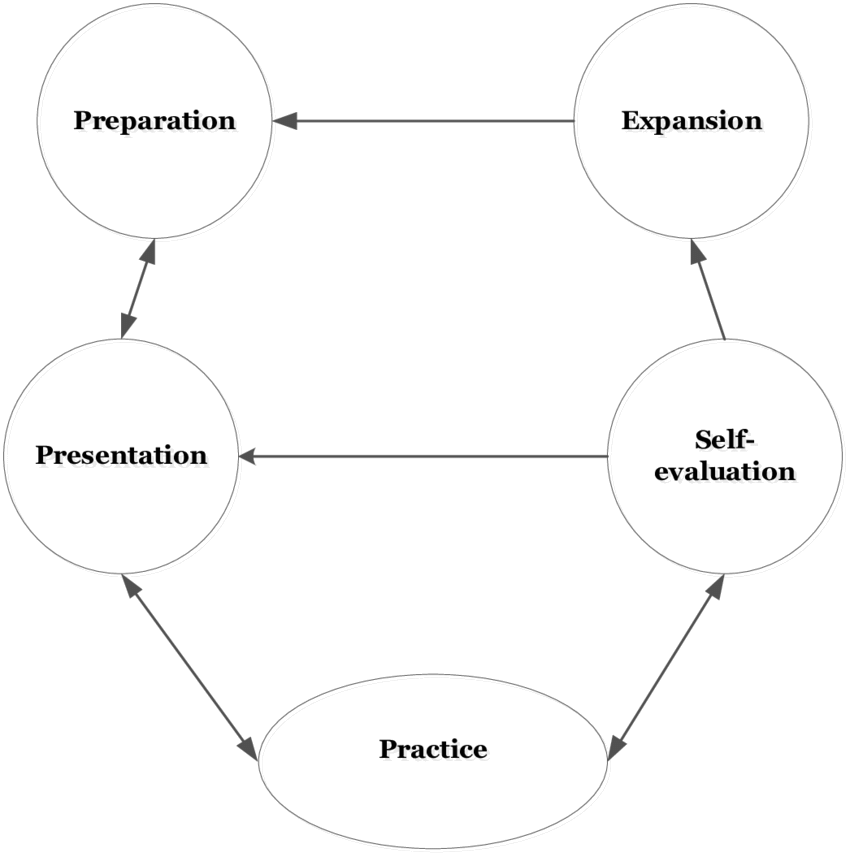 Preparation
Expansion
Presentation
Self-
evaluation
Practice